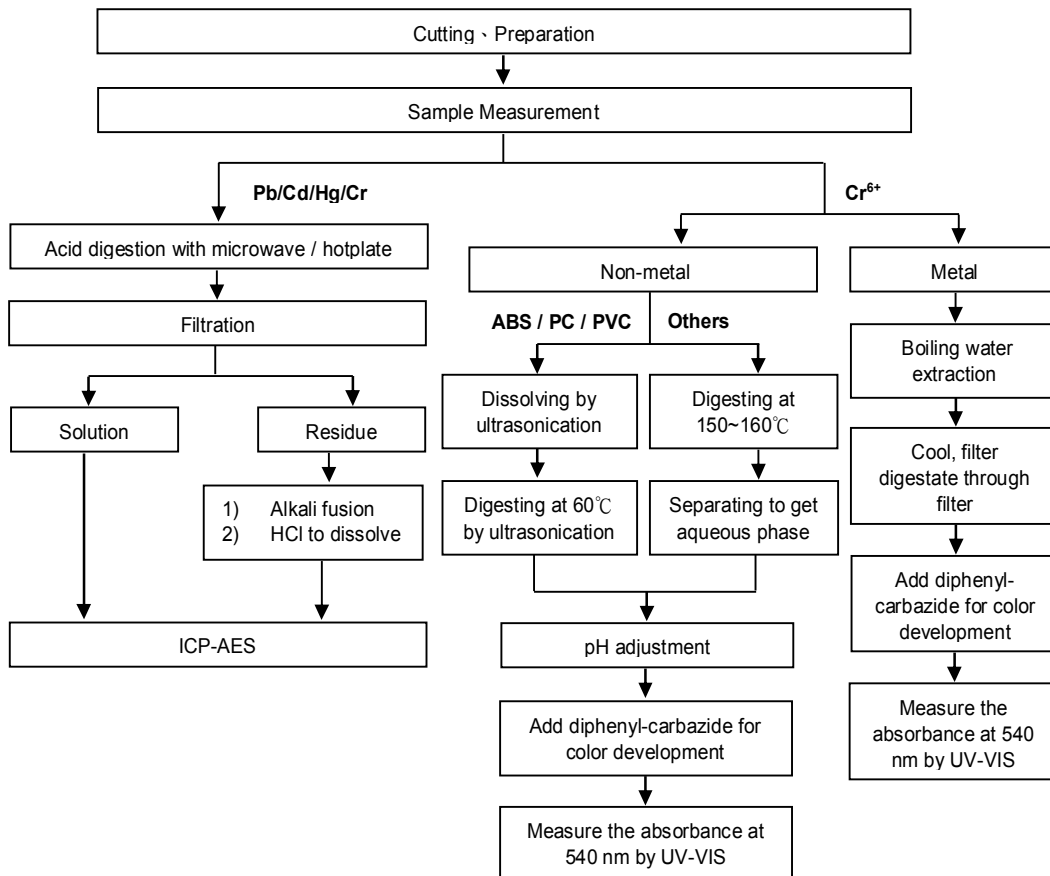 Cutting、Preparation
Sample Measurement
Pb/Cd/Hg/Cr
Acid digestion with microwave / hotplate
Filtration
Solution
Residue
1) Alkali fusion
2) HCl to dissolve
ICP-AES
Cr⁶⁺
Non-metal
ABS / PC / PVC
Others
Dissolving by
ultrasonication
Digesting at 60℃
by ultrasonication
Digesting at
150~160℃
Separating to get
aqueous phase
pH adjustment
Add diphenyl-carbazide for
color development
Measure the absorbance at
540 nm by UV-VIS
Metal
Boiling water
extraction
Cool, filter
digestate through
filter
Add diphenyl-
carbazide for color
development
Measure the
absorbance at 540
nm by UV-VIS